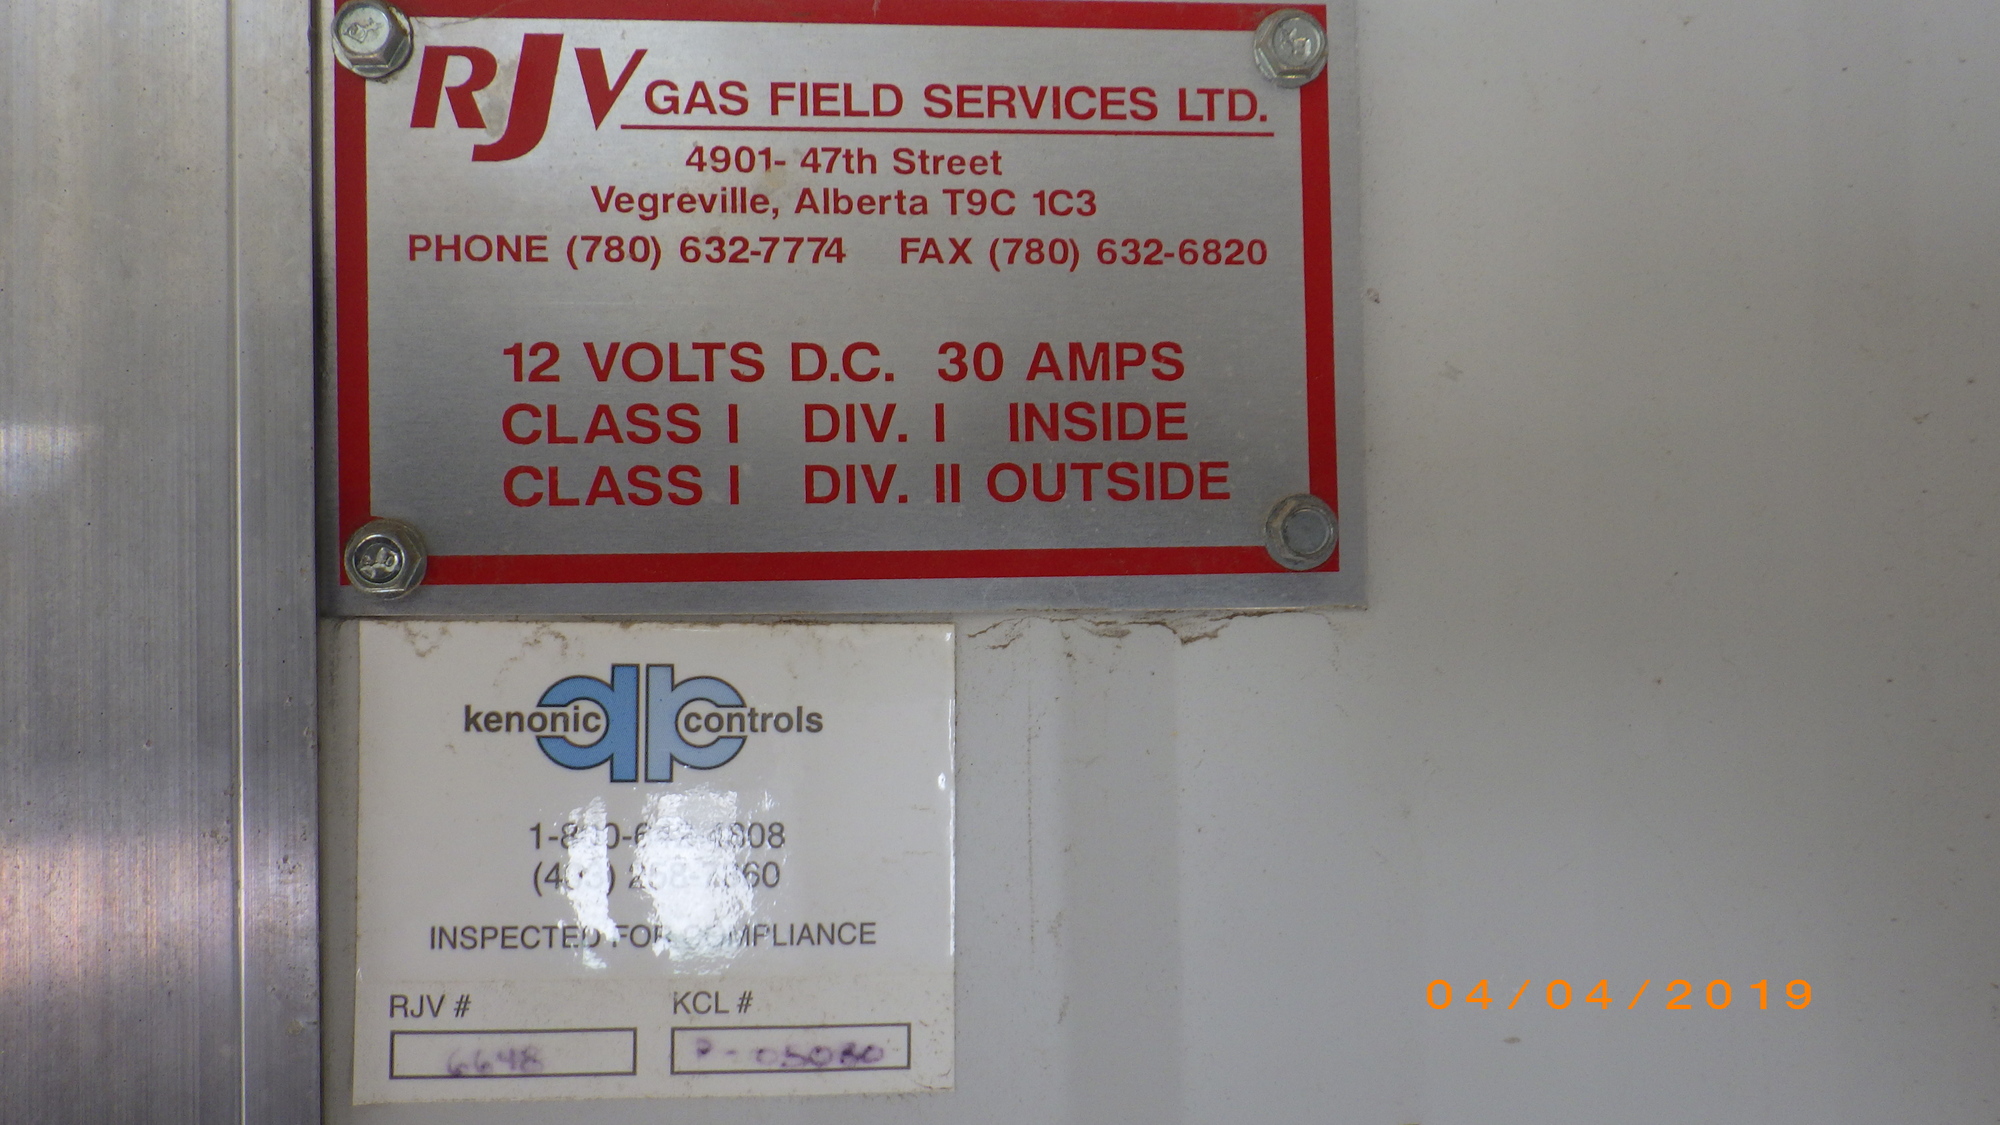 RJV GAS FIELD SERVICES LTD.
4901- 47th Street
Vegreville, Alberta T9C 1C3
PHONE (780) 632-7774 FAX (780) 632-6820
12 VOLTS D.C. 30 AMPS
CLASS I DIV. I INSIDE
CLASS I DIV. II OUTSIDE
kenonic controls
INSPECTED FOR COMPLIANCE
RJV # KCL #
6648
04/04/2019